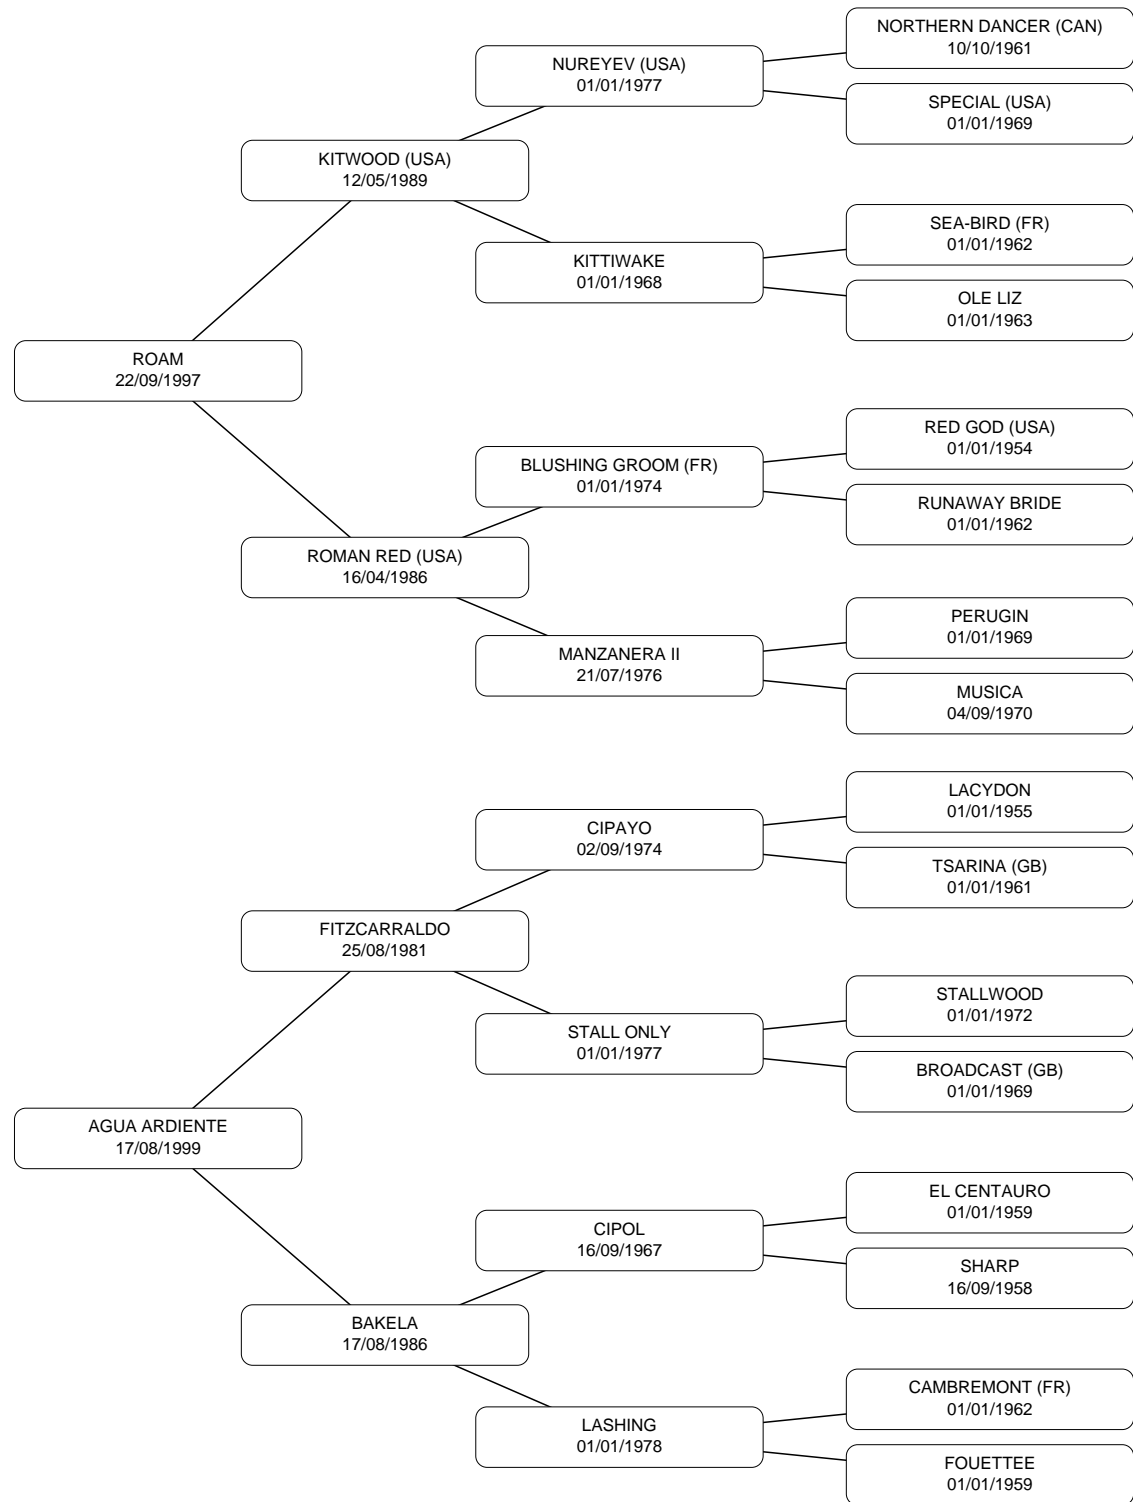 NORTHERN DANCER (CAN)
10/10/1961
NUREYEV (USA)
01/01/1977
SPECIAL (USA)
01/01/1969
KITWOOD (USA)
12/05/1989
SEA-BIRD (FR)
01/01/1962
KITTIWAKE
01/01/1968
OLE LIZ
01/01/1963
ROAM
22/09/1997
RED GOD (USA)
01/01/1954
BLUSHING GROOM (FR)
01/01/1974
RUNAWAY BRIDE
01/01/1962
ROMAN RED (USA)
16/04/1986
PERUGIN
01/01/1969
MANZANERA II
21/07/1976
MUSICA
04/09/1970
LACYDON
01/01/1955
CIPAYO
02/09/1974
TSARINA (GB)
01/01/1961
FITZCARRALDO
25/08/1981
STALLWOOD
01/01/1972
STALL ONLY
01/01/1977
BROADCAST (GB)
01/01/1969
AGUA ARDIENTE
17/08/1999
EL CENTAURO
01/01/1959
CIPOL
16/09/1967
SHARP
16/09/1958
BAKELA
17/08/1986
CAMBREMONT (FR)
01/01/1962
LASHING
01/01/1978
FOUETTEE
01/01/1959